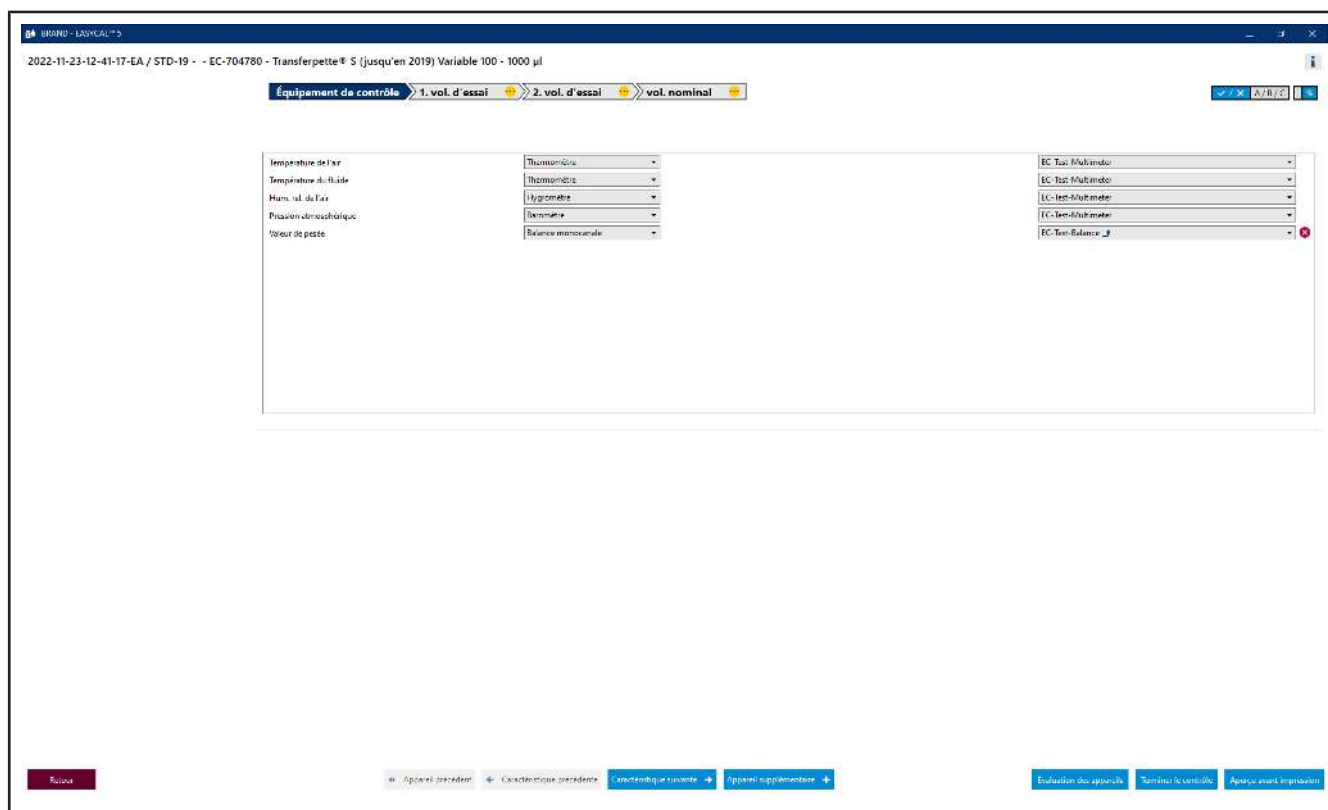 BRAND - EASYCAL™ 5
2022-11-23-12-41-17-EA / STD-19 - - EC-704780 - Transferpette® S (jusqu'en 2019) Variable 100 - 1000 µl
i
Équipement de contrôle 1. vol. d'essai 2. vol. d'essai vol. nominal
✓ / ✕ A / B / C %
Température de l'air Thermomètre EC-Test-Multimeter
Température du fluide Thermomètre EC-Test-Multimeter
Hum. rel. de l'air Hygromètre EC-Test-Multimeter
Pression atmosphérique Baromètre EC-Test-Multimeter
Valeur de pesée Balance monocanale EC-Test-Balance
Retour Appareil précédent Caractéristique précédente Caractéristique suivante Appareil supplémentaire Évaluation des appareils Terminer le contrôle Aperçu avant impression